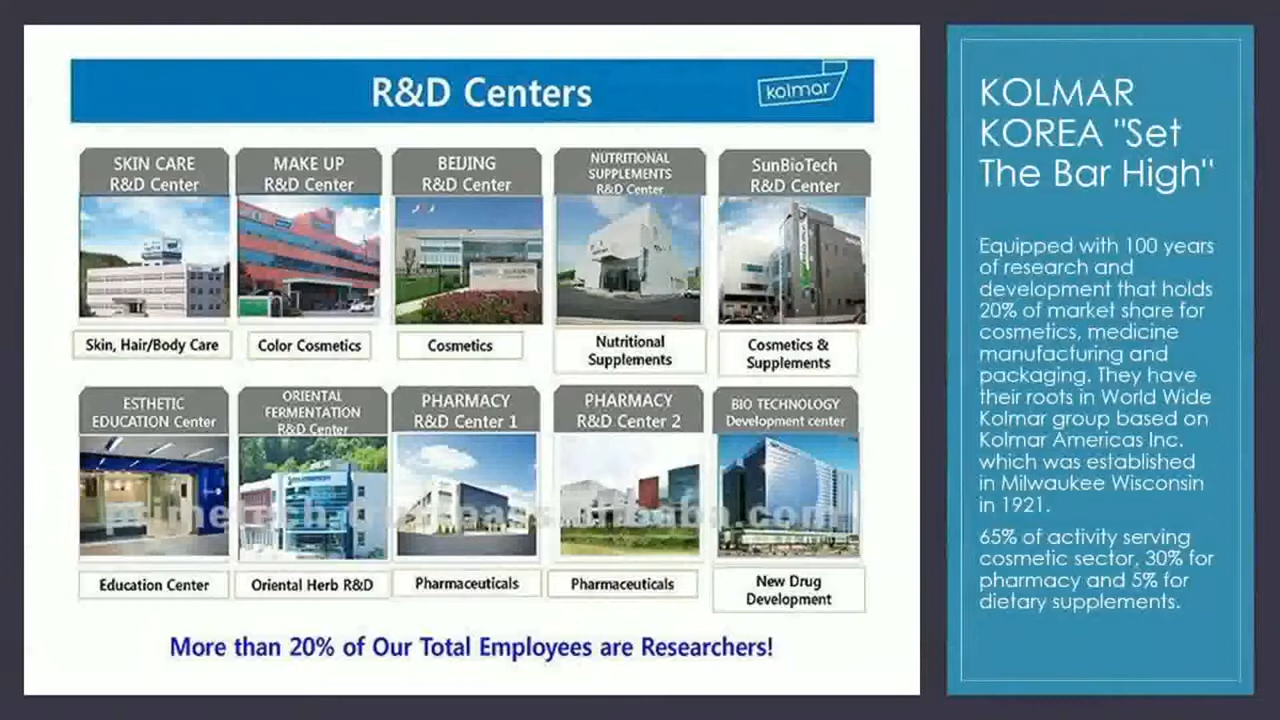 R&D Centers
kolmar
SKIN CARE
R&D Center
MAKE UP
R&D Center
BEIJING
R&D Center
NUTRITIONAL
SUPPLEMENTS
R&D Center
SunBioTech
R&D Center
Skin, Hair/Body Care
Color Cosmetics
Cosmetics
Nutritional
Supplements
Cosmetics &
Supplements
ESTHETIC
EDUCATION Center
ORIENTAL
FERMENTATION
R&D Center
PHARMACY
R&D Center 1
PHARMACY
R&D Center 2
BIO TECHNOLOGY
Development center
Education Center
Oriental Herb R&D
Pharmaceuticals
Pharmaceuticals
New Drug
Development
More than 20% of Our Total Employees are Researchers!
KOLMAR
KOREA "Set
The Bar High"
Equipped with 100 years
of research and
development that holds
20% of market share for
cosmetics, medicine
manufacturing and
packaging. They have
their roots in World Wide
Kolmar group based on
Kolmar Americas Inc.
which was established
in Milwaukee Wisconsin
in 1921.
65% of activity serving
cosmetic sector, 30% for
pharmacy and 5% for
dietary supplements.